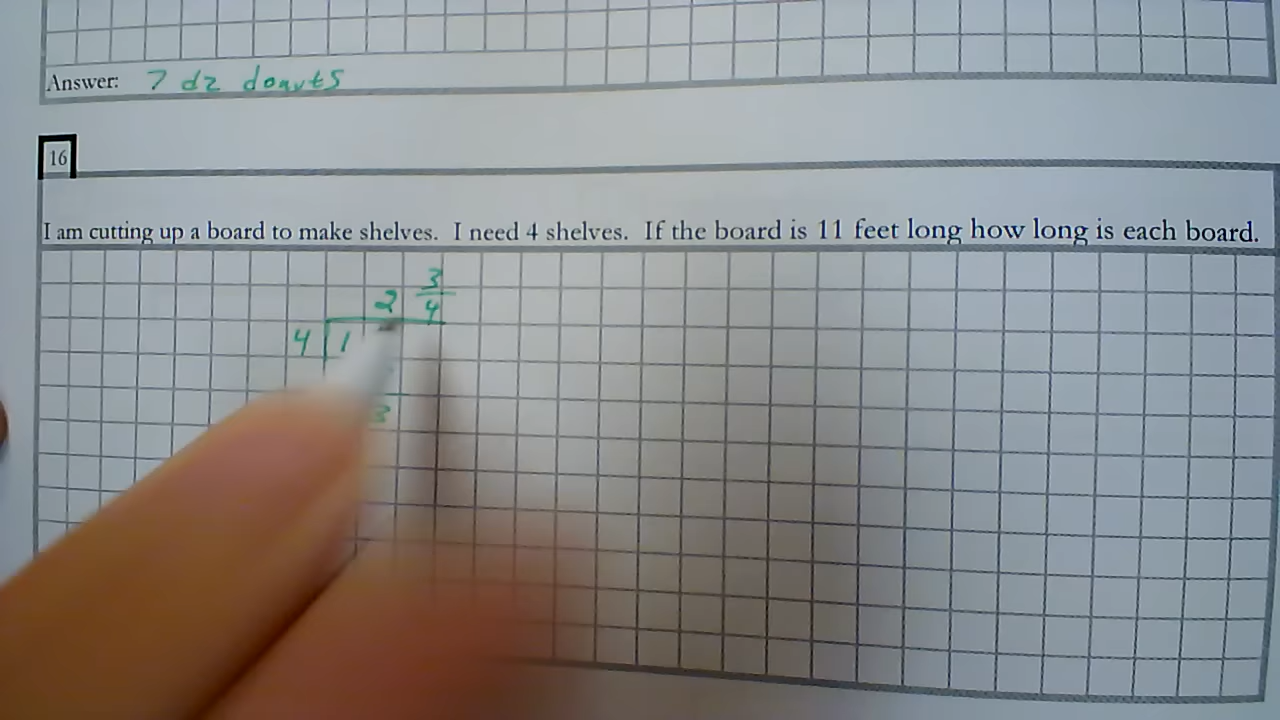 Answer: 7 dz donuts
16
I am cutting up a board to make shelves. I need 4 shelves. If the board is 11 feet long how long is each board.
3
2 4
4 1
3